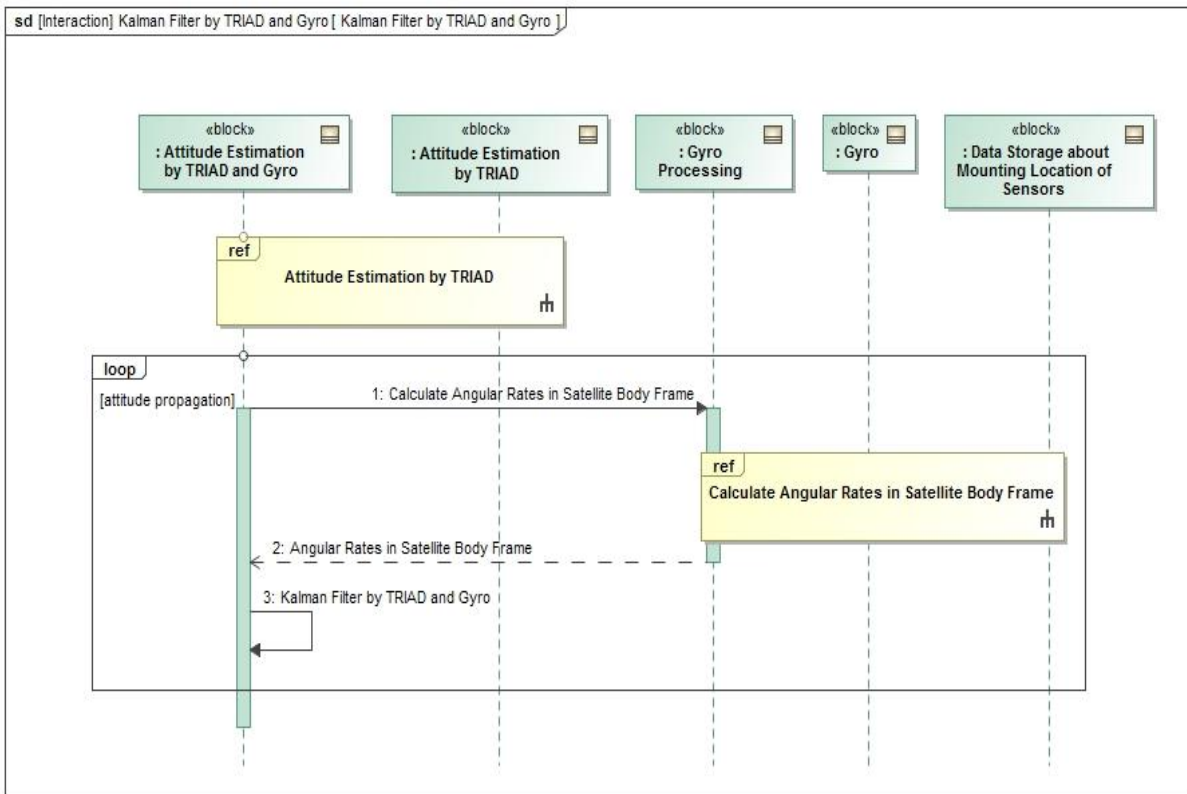 sd [Interaction] Kalman Filter by TRIAD and Gyro [ Kalman Filter by TRIAD and Gyro ]
«block»
: Attitude Estimation
by TRIAD and Gyro
«block»
: Attitude Estimation
by TRIAD
«block»
: Gyro
Processing
«block»
: Gyro
«block»
: Data Storage about
Mounting Location of
Sensors
ref
Attitude Estimation by TRIAD
loop
[attitude propagation]
1: Calculate Angular Rates in Satellite Body Frame
ref
Calculate Angular Rates in Satellite Body Frame
2: Angular Rates in Satellite Body Frame
3: Kalman Filter by TRIAD and Gyro